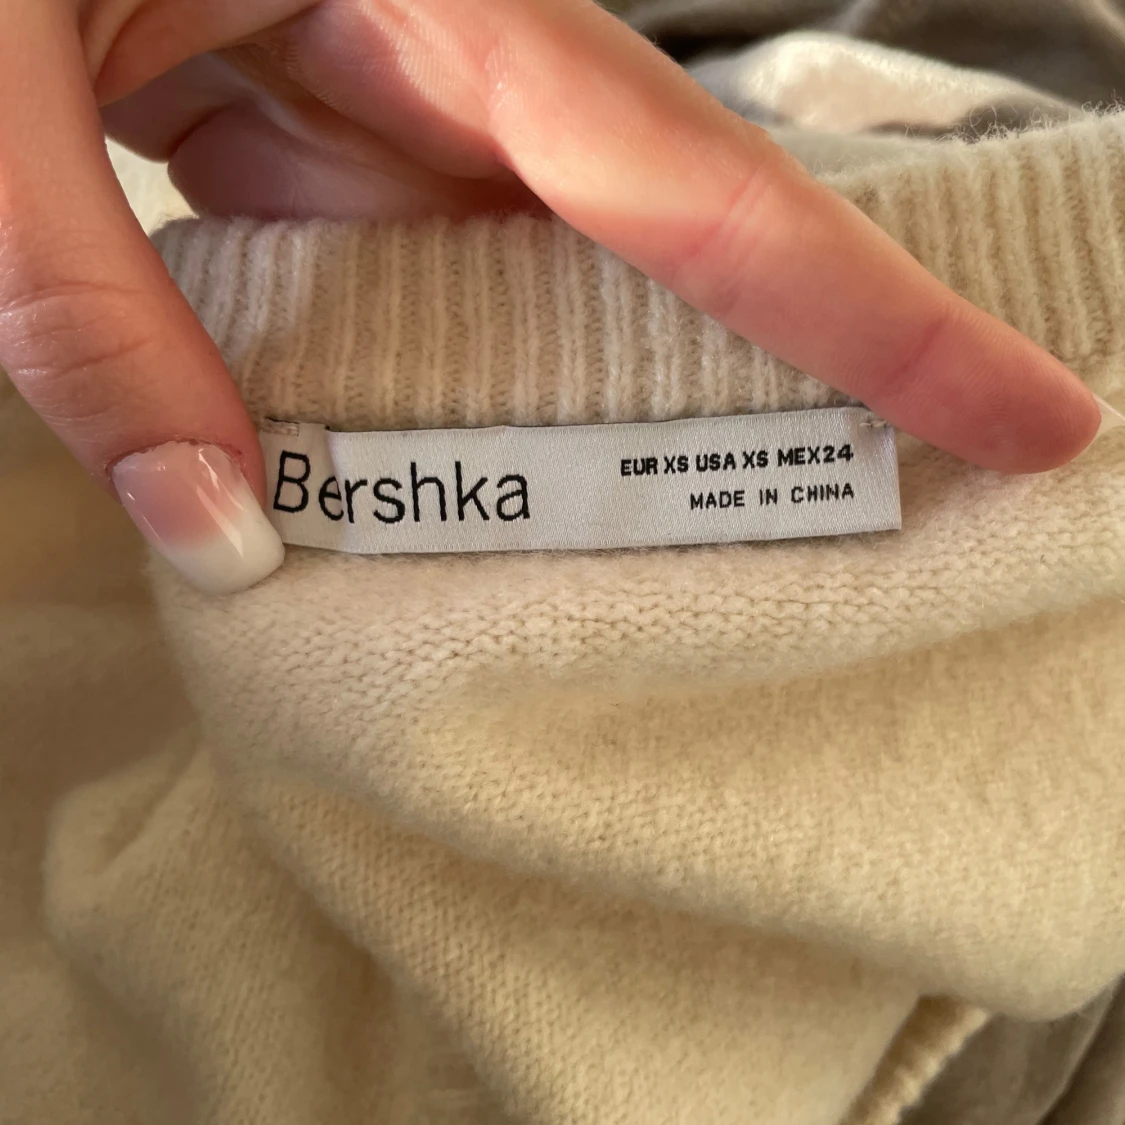 Bershka
EUR XS USA XS MEX24
MADE IN CHINA